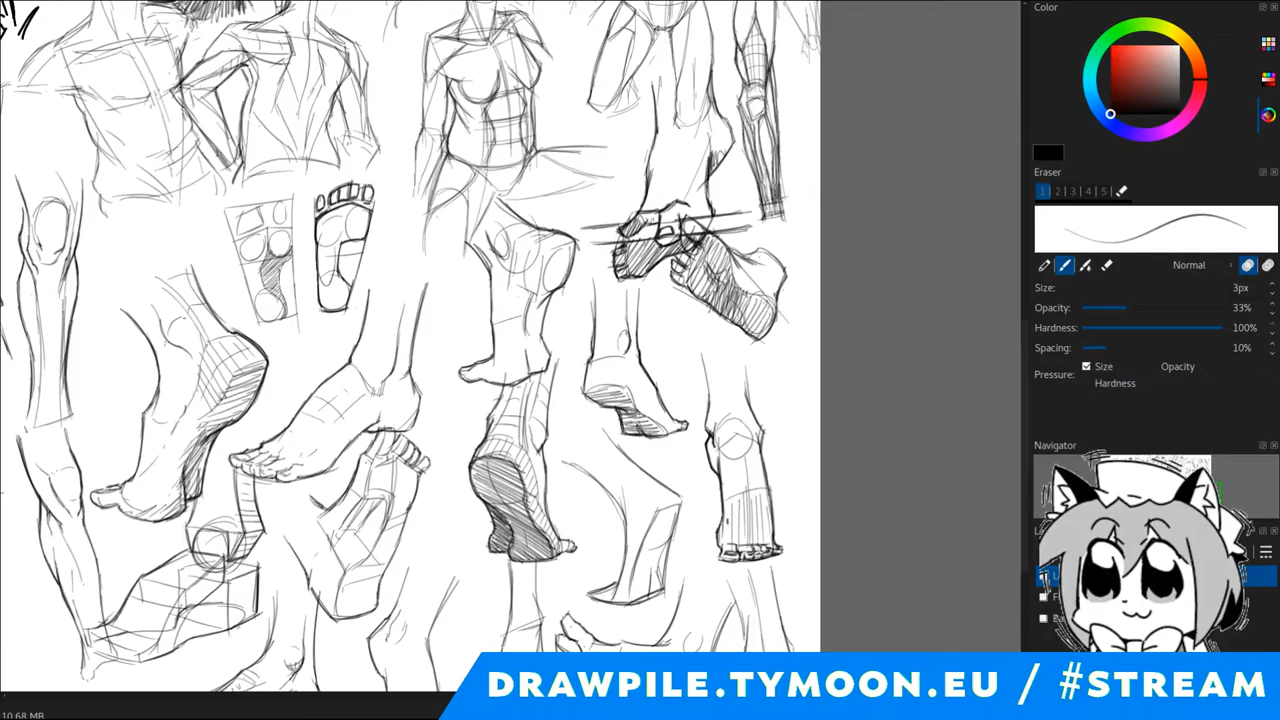 Color
Eraser
1 2 3 4 5
Normal
Size: 3px
Opacity: 33%
Hardness: 100%
Spacing: 10%
Pressure: Size Opacity
Hardness
Navigator
DRAWPILE.TYMOON.EU / #STREAM
10.68 MB